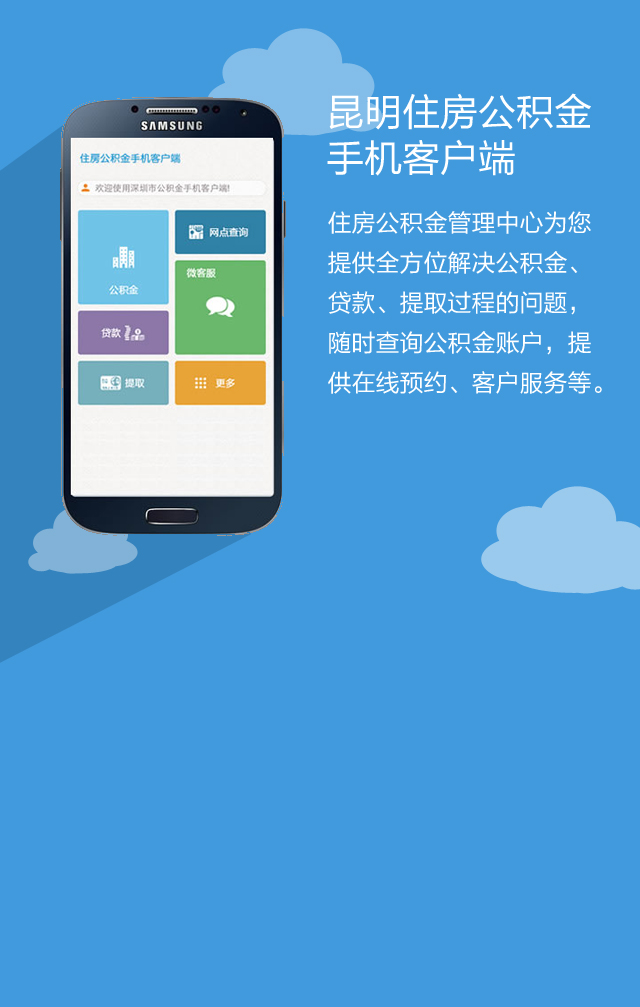 昆明住房公积金
手机客户端
住房公积金管理中心为您
提供全方位解决公积金、
贷款、提取过程的问题，
随时查询公积金账户，提
供在线预约、客户服务等。
SAMSUNG
住房公积金手机客户端
欢迎使用深圳市公积金手机客户端!
公积金
网点查询
微客服
贷款
提取
更多